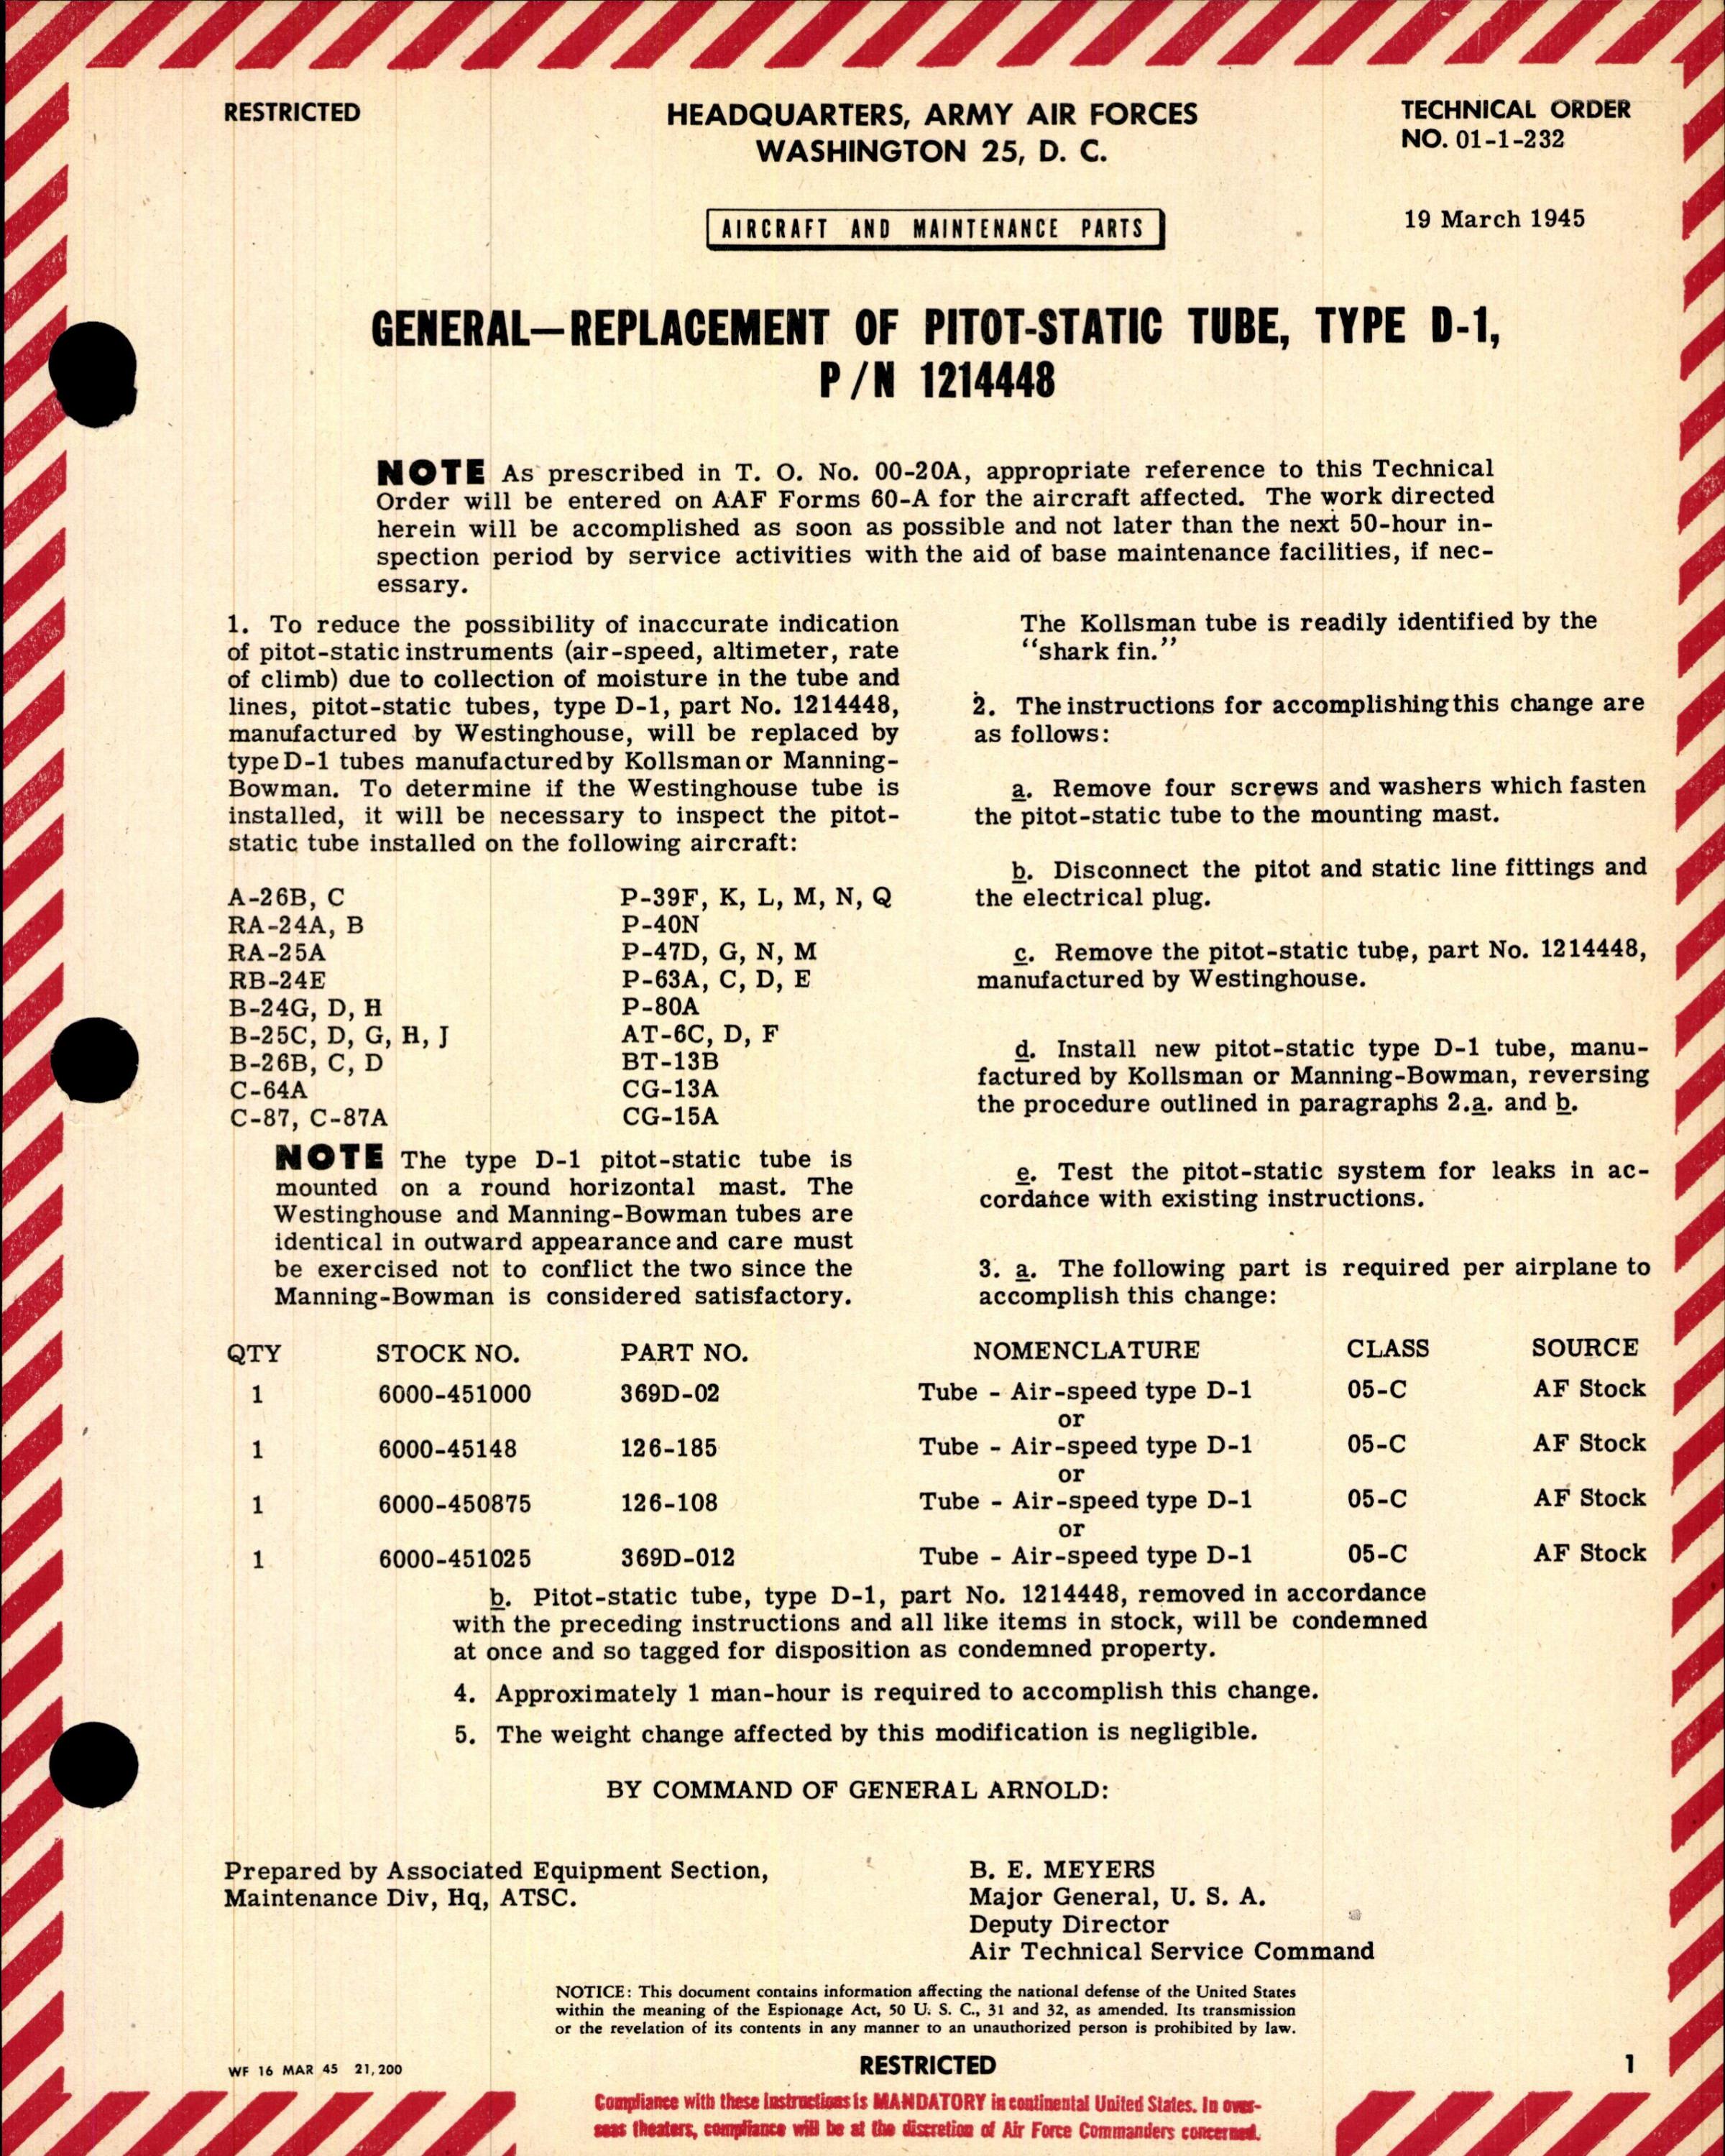 RESTRICTED
HEADQUARTERS, ARMY AIR FORCES
WASHINGTON 25, D. C.
TECHNICAL ORDER
NO. 01-1-232
AIRCRAFT AND MAINTENANCE PARTS
19 March 1945
GENERAL—REPLACEMENT OF PITOT-STATIC TUBE, TYPE D-1,
P/N 1214448
NOTE As prescribed in T. O. No. 00-20A, appropriate reference to this Technical
Order will be entered on AAF Forms 60-A for the aircraft affected. The work directed
herein will be accomplished as soon as possible and not later than the next 50-hour in-
spection period by service activities with the aid of base maintenance facilities, if nec-
essary.
1. To reduce the possibility of inaccurate indication
of pitot-static instruments (air-speed, altimeter, rate
of climb) due to collection of moisture in the tube and
lines, pitot-static tubes, type D-1, part No. 1214448,
manufactured by Westinghouse, will be replaced by
type D-1 tubes manufactured by Kollsman or Manning-
Bowman. To determine if the Westinghouse tube is
installed, it will be necessary to inspect the pitot-
static tube installed on the following aircraft:
A-26B, C
RA-24A, B
RA-25A
RB-24E
B-24G, D, H
B-25C, D, G, H, J
B-26B, C, D
C-64A
C-87, C-87A
P-39F, K, L, M, N, Q
P-40N
P-47D, G, N, M
P-63A, C, D, E
P-80A
AT-6C, D, F
BT-13B
CG-13A
CG-15A
NOTE The type D-1 pitot-static tube is
mounted on a round horizontal mast. The
Westinghouse and Manning-Bowman tubes are
identical in outward appearance and care must
be exercised not to conflict the two since the
Manning-Bowman is considered satisfactory.
The Kollsman tube is readily identified by the
"shark fin."
2. The instructions for accomplishing this change are
as follows:
a. Remove four screws and washers which fasten
the pitot-static tube to the mounting mast.
b. Disconnect the pitot and static line fittings and
the electrical plug.
c. Remove the pitot-static tube, part No. 1214448,
manufactured by Westinghouse.
d. Install new pitot-static type D-1 tube, manu-
factured by Kollsman or Manning-Bowman, reversing
the procedure outlined in paragraphs 2.a. and b.
e. Test the pitot-static system for leaks in ac-
cordance with existing instructions.
3. a. The following part is required per airplane to
accomplish this change:
QTY STOCK NO. PART NO. NOMENCLATURE CLASS SOURCE
1 6000-451000 369D-02 Tube - Air-speed type D-1 05-C AF Stock
or
1 6000-45148 126-185 Tube - Air-speed type D-1 05-C AF Stock
or
1 6000-450875 126-108 Tube - Air-speed type D-1 05-C AF Stock
or
1 6000-451025 369D-012 Tube - Air-speed type D-1 05-C AF Stock
b. Pitot-static tube, type D-1, part No. 1214448, removed in accordance
with the preceding instructions and all like items in stock, will be condemned
at once and so tagged for disposition as condemned property.
4. Approximately 1 man-hour is required to accomplish this change.
5. The weight change affected by this modification is negligible.
BY COMMAND OF GENERAL ARNOLD:
Prepared by Associated Equipment Section,
Maintenance Div, Hq, ATSC.
B. E. MEYERS
Major General, U. S. A.
Deputy Director
Air Technical Service Command
NOTICE: This document contains information affecting the national defense of the United States
within the meaning of the Espionage Act, 50 U. S. C., 31 and 32, as amended. Its transmission
or the revelation of its contents in any manner to an unauthorized person is prohibited by law.
WF 16 MAR 45 21,200
RESTRICTED
1
Compliance with these instructions is MANDATORY in continental United States. In over-
seas theaters, compliance will be at the discretion of Air Force Commanders concerned.